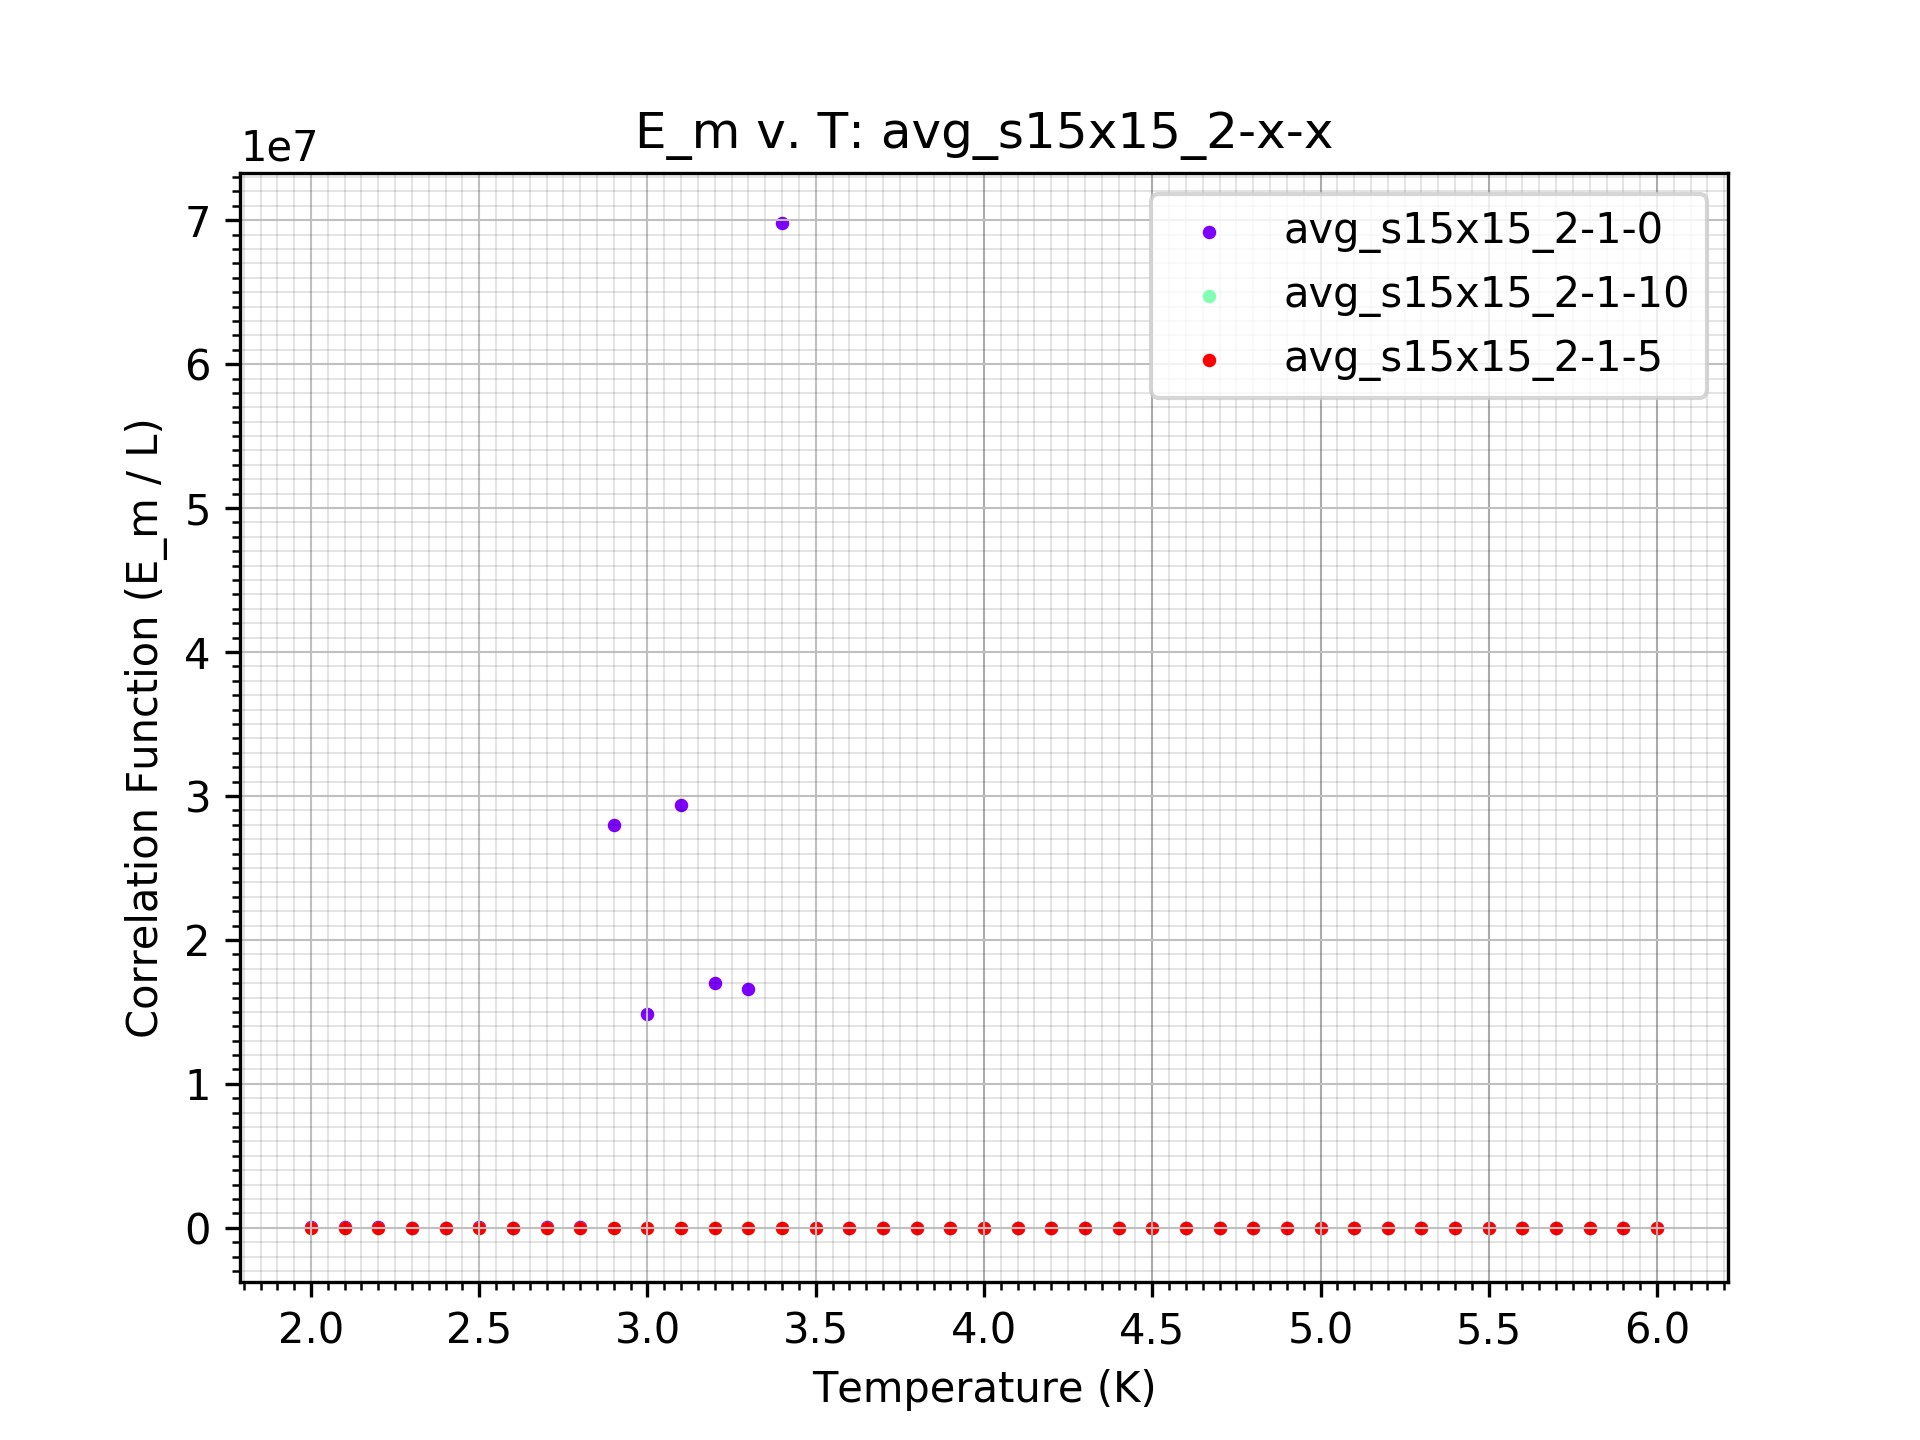 E_m v. T: avg_s15x15_2-x-x
1e7
avg_s15x15_2-1-0
avg_s15x15_2-1-10
avg_s15x15_2-1-5
7
6
5
4
3
2
1
0
Correlation Function (E_m / L)
2.0 2.5 3.0 3.5 4.0 4.5 5.0 5.5 6.0
Temperature (K)